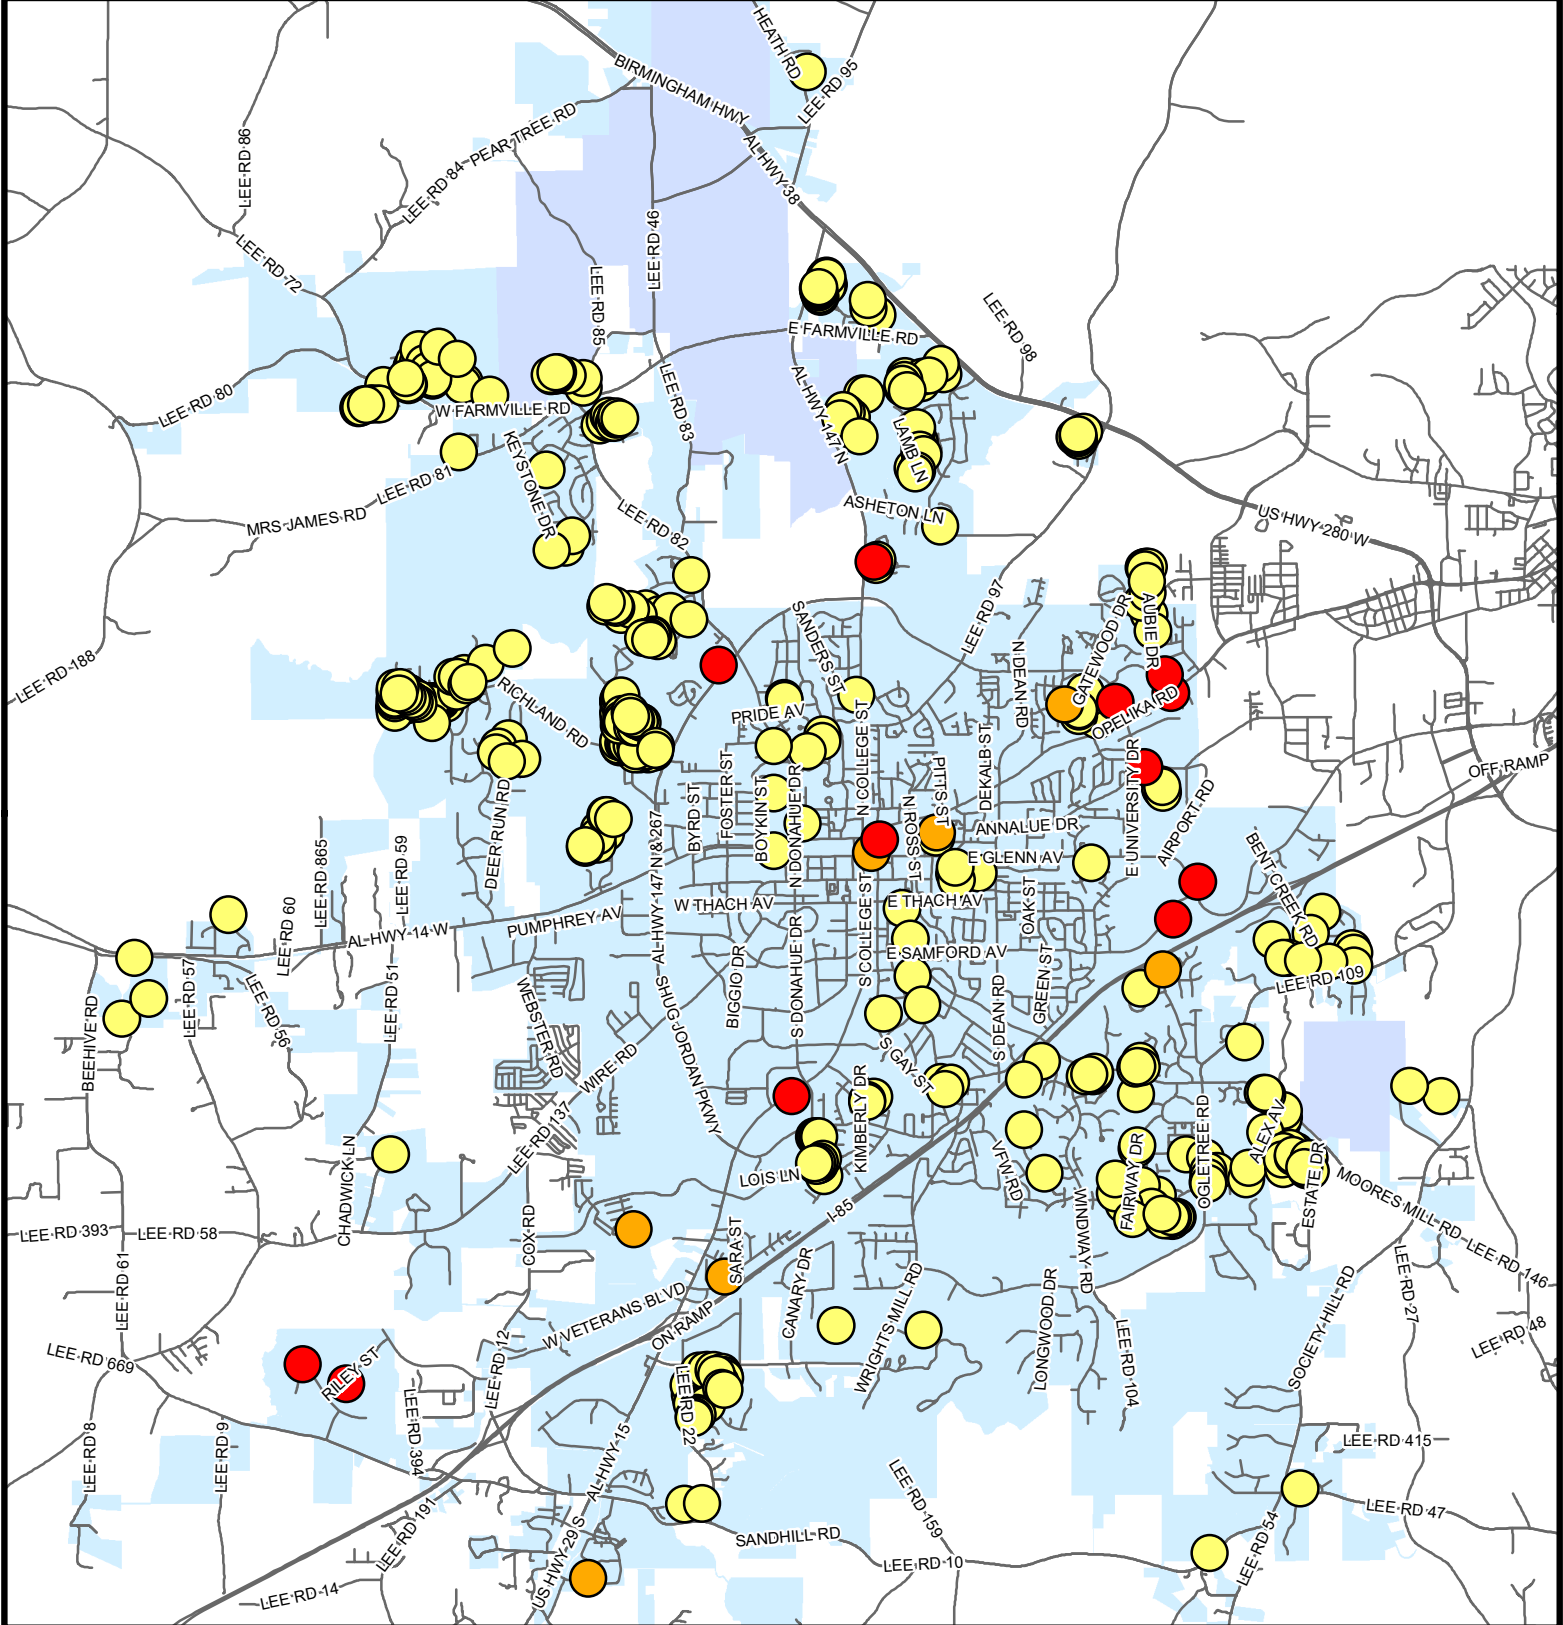 HEATH RD
BIRMINGHAM HWY
LEE RD 95
LEE RD 86
LEE RD 84
PEAR TREE RD
AL HWY 38
LEE RD 72
LEE RD 46
LEE RD 85
LEE RD 98
E FARMVILLE RD
LEE RD 80
W FARMVILLE RD
LEE RD 83
AL HWY 147 N
LAMB LN
KEYSTONE DR
LEE RD 81
MRS JAMES RD
LEE RD 82
ASHETON LN
US HWY 280 W
LEE RD 188
SANDERS ST
LEE RD 97
N DEAN RD
GATEWOOD DR
AUBIE DR
RICHLAND RD
PRIDE AV
N COLLEGE ST
OPELIKA RD
OFF RAMP
DEER RUN RD
BYRD ST
FOSTER ST
BOYKIN ST
N DONAHUE DR
PITTS ST
N ROSS ST
DEKALB ST
E UNIVERSITY DR
AIRPORT RD
ANNALUE DR
E GLENN AV
BENT CREEK RD
LEE RD 865
LEE RD 59
AL HWY 147 N &267
W THACH AV
E THACH AV
OAK ST
LEE RD 60
AL HWY 14 W
PUMPHREY AV
S COLLEGE ST
E SAMFORD AV
LEE RD 109
LEE RD 57
LEE RD 56
LEE RD 51
BEEHIVE RD
WEBSTER RD
SHUG JORDAN PKWY
BIGGIO DR
S DONAHUE DR
S GAY ST
S DEAN RD
GREEN ST
WIRE RD
LEE RD 137
KIMBERLY DR
LOIS LN
VFW RD
FAIRWAY DR
OGLETREE RD
ALEX AV
ESTATE DR
MOORES MILL RD
LEE RD 146
CHADWICK LN
LEE RD 393
LEE RD 58
COX RD
I-85
SARA ST
WINDWAY RD
LEE RD 61
W VETERANS BLVD
ON RAMP
CANARY DR
WRIGHTS MILL RD
LONGWOOD DR
LEE RD 104
SOCIETY HILL RD
LEE RD 27
LEE RD 48
LEE RD 669
RILEY ST
LEE RD 12
LEE RD 394
LEE RD 22
LEE RD 8
LEE RD 9
AL HWY 15
LEE RD 415
LEE RD 159
LEE RD 47
LEE RD 191
US HWY 29 S
SANDHILL RD
LEE RD 10
LEE RD 54
LEE RD 14